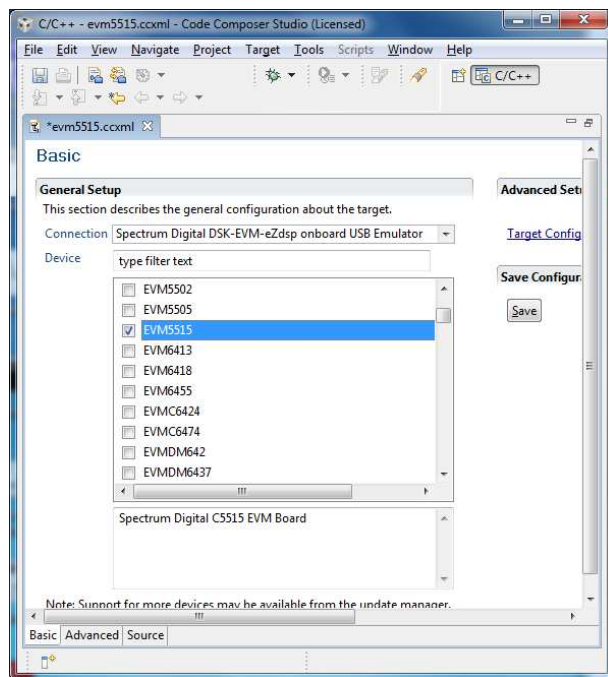 C/C++ - evm5515.ccxml - Code Composer Studio (Licensed)
File Edit View Navigate Project Target Tools Scripts Window Help
C/C++
*evm5515.ccxml
Basic
General Setup
This section describes the general configuration about the target.
Connection Spectrum Digital DSK-EVM-eZdsp onboard USB Emulator
Device type filter text
EVM5502
EVM5505
EVM5515
EVM6413
EVM6418
EVM6455
EVMC6424
EVMC6474
EVMDM642
EVMDM6437
Spectrum Digital C5515 EVM Board
Note: Support for more devices may be available from the update manager.
Advanced Setu
Target Config
Save Configur
Save
Basic Advanced Source